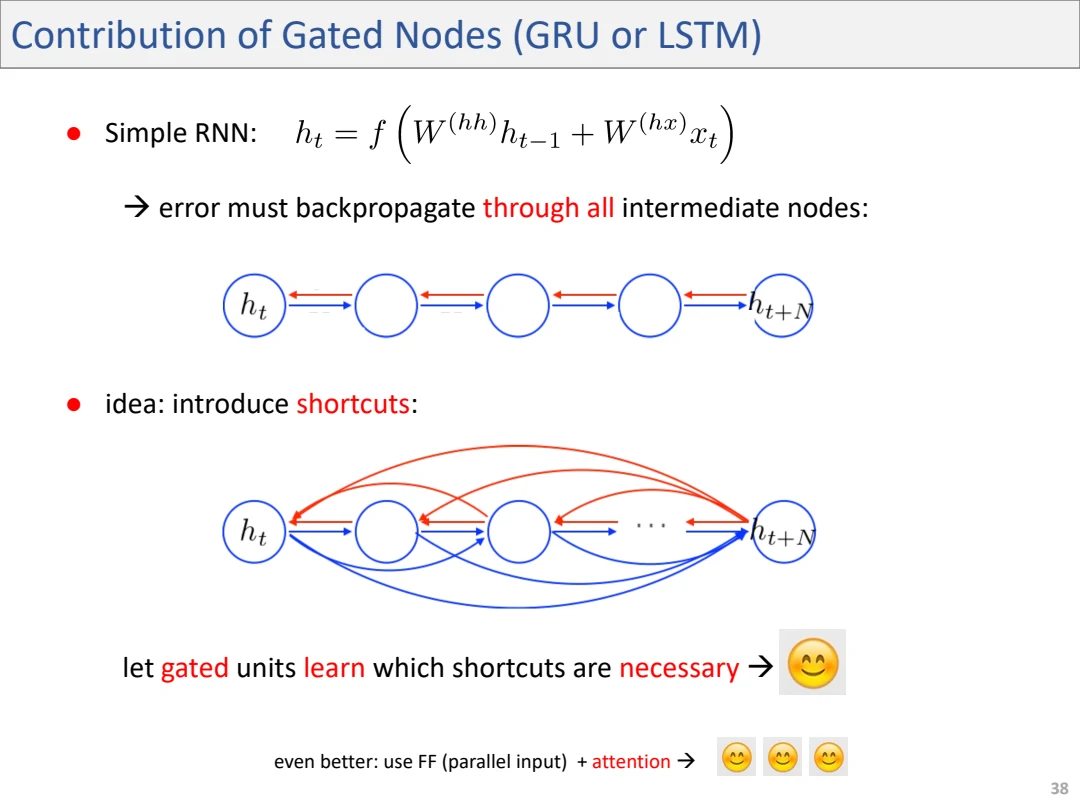 Contribution of Gated Nodes (GRU or LSTM)
● Simple RNN: h_t = f ( W^{(hh)} h_{t-1} + W^{(hx)} x_t )
→ error must backpropagate through all intermediate nodes:
h_t h_{t+N}
● idea: introduce shortcuts:
h_t ... h_{t+N}
let gated units learn which shortcuts are necessary → 😊
even better: use FF (parallel input) + attention → 😊 😊 😊
38